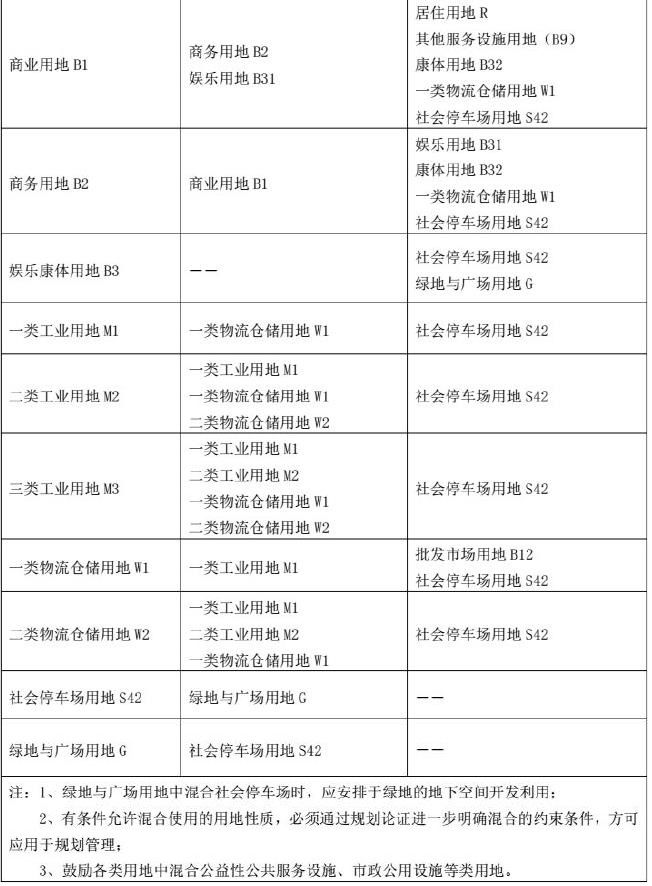 商业用地 B1
商务用地 B2
娱乐用地 B31
居住用地 R
其他服务设施用地（B9）
康体用地 B32
一类物流仓储用地 W1
社会停车场用地 S42
商务用地 B2
商业用地 B1
娱乐用地 B31
康体用地 B32
一类物流仓储用地 W1
社会停车场用地 S42
娱乐康体用地 B3
——
社会停车场用地 S42
绿地与广场用地 G
一类工业用地 M1
一类物流仓储用地 W1
社会停车场用地 S42
二类工业用地 M2
一类工业用地 M1
一类物流仓储用地 W1
二类物流仓储用地 W2
社会停车场用地 S42
三类工业用地 M3
一类工业用地 M1
二类工业用地 M2
一类物流仓储用地 W1
二类物流仓储用地 W2
社会停车场用地 S42
一类物流仓储用地 W1
一类工业用地 M1
批发市场用地 B12
社会停车场用地 S42
二类物流仓储用地 W2
一类工业用地 M1
二类工业用地 M2
一类物流仓储用地 W1
社会停车场用地 S42
社会停车场用地 S42
绿地与广场用地 G
——
绿地与广场用地 G
社会停车场用地 S42
——
注：1、绿地与广场用地中混合社会停车场时，应安排于绿地的地下空间开发利用；
2、有条件允许混合使用的用地性质，必须通过规划论证进一步明确混合的约束条件，方可
应用于规划管理；
3、鼓励各类用地中混合公益性公共服务设施、市政公用设施等类用地。